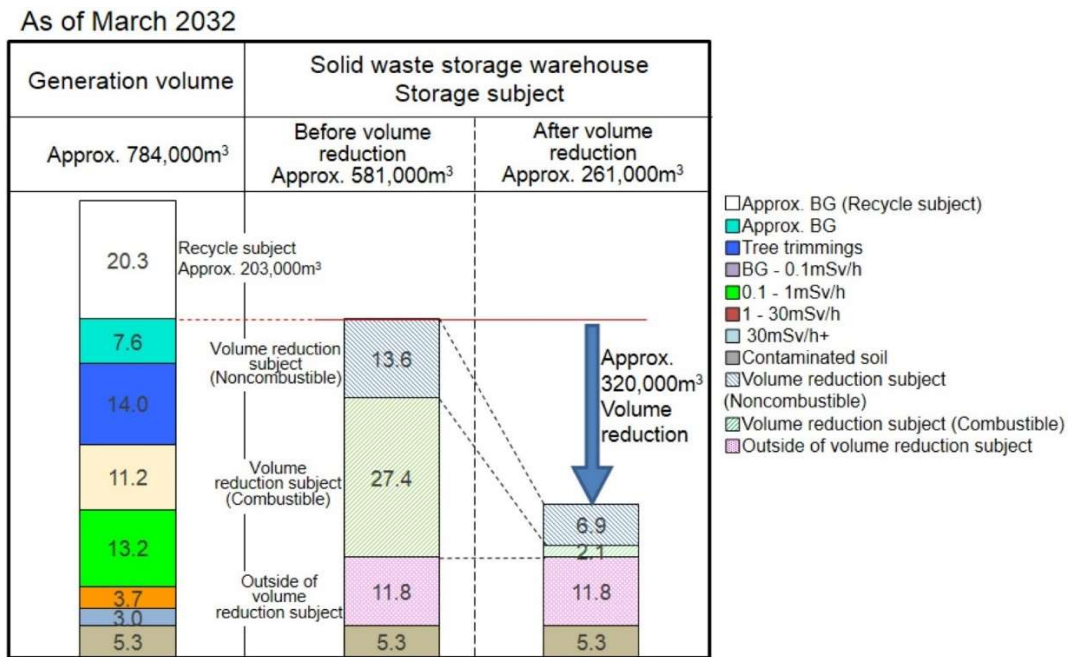 As of March 2032
Generation volume
Solid waste storage warehouse
Storage subject
Approx. 784,000m³
Before volume
reduction
Approx. 581,000m³
After volume
reduction
Approx. 261,000m³
20.3
Recycle subject
Approx. 203,000m³
7.6
14.0
11.2
13.2
3.7
3.0
5.3
Volume reduction
subject
(Noncombustible)
Volume
reduction subject
(Combustible)
Outside of
volume
reduction subject
13.6
27.4
11.8
5.3
Approx.
320,000m³
Volume
reduction
6.9
2.1
11.8
5.3
Approx. BG (Recycle subject)
Approx. BG
Tree trimmings
BG - 0.1mSv/h
0.1 - 1mSv/h
1 - 30mSv/h
30mSv/h+
Contaminated soil
Volume reduction subject
(Noncombustible)
Volume reduction subject (Combustible)
Outside of volume reduction subject